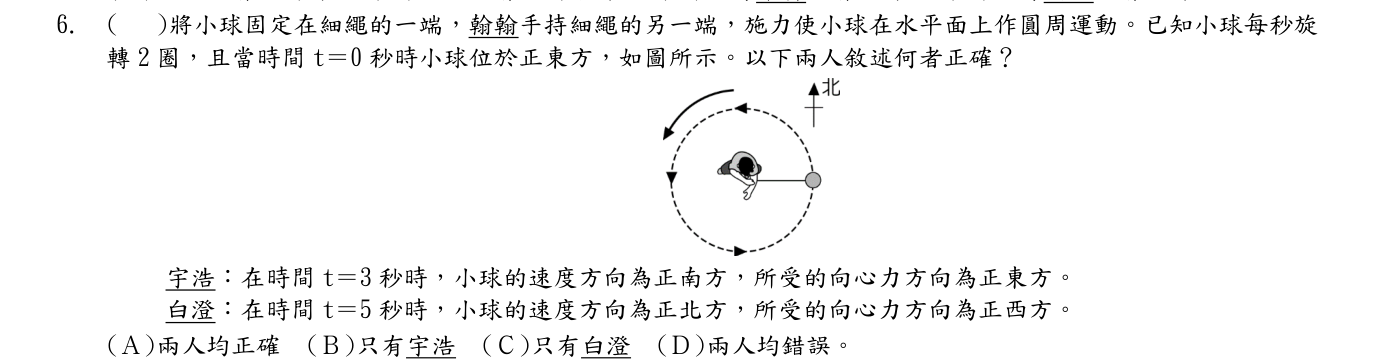 6. (　)將小球固定在細繩的一端，翰翰手持細繩的另一端，施力使小球在水平面上作圓周運動。已知小球每秒旋
轉 2 圈，且當時間 t＝0 秒時小球位於正東方，如圖所示。以下兩人敘述何者正確？
北
宇浩：在時間 t＝3 秒時，小球的速度方向為正南方，所受的向心力方向為正東方。
白澄：在時間 t＝5 秒時，小球的速度方向為正北方，所受的向心力方向為正西方。
(A)兩人均正確 (B)只有宇浩 (C)只有白澄 (D)兩人均錯誤。